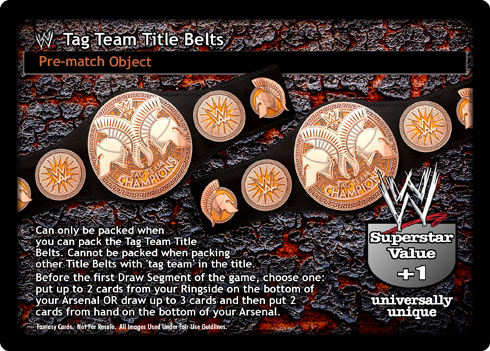 W Tag Team Title Belts
Pre-match Object
TAG TEAM
CHAMPIONS
TAG TEAM
CHAMPIONS
Can only be packed when
you can pack the Tag Team Title
Belts. Cannot be packed when packing
other Title Belts with 'tag team' in the title.
Before the first Draw Segment of the game, choose one:
put up to 2 cards from your Ringside on the bottom of
your Arsenal OR draw up to 3 cards and then put 2
cards from hand on the bottom of your Arsenal.
W
Superstar
Value
+1
universally
unique
Fantasy Cards. Not For Resale. All Images Used Under Fair Use Guidlines.